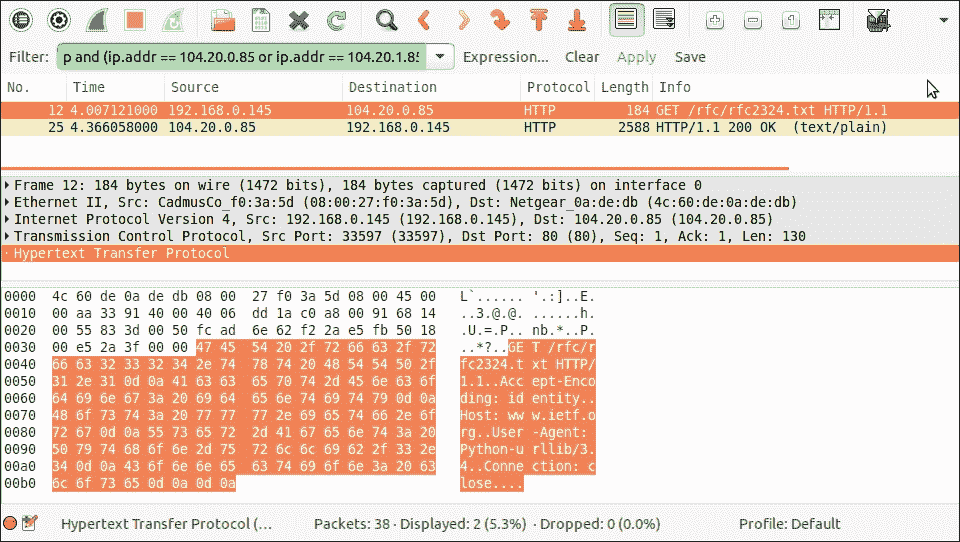 Filter: p and (ip.addr == 104.20.0.85 or ip.addr == 104.20.1.85 Expression... Clear Apply Save
No. Time Source Destination Protocol Length Info
12 4.007121000 192.168.0.145 104.20.0.85 HTTP 184 GET /rfc/rfc2324.txt HTTP/1.1
25 4.366058000 104.20.0.85 192.168.0.145 HTTP 2588 HTTP/1.1 200 OK (text/plain)
Frame 12: 184 bytes on wire (1472 bits), 184 bytes captured (1472 bits) on interface 0
Ethernet II, Src: CadmusCo_f0:3a:5d (08:00:27:f0:3a:5d), Dst: Netgear_0a:de:db (4c:60:de:0a:de:db)
Internet Protocol Version 4, Src: 192.168.0.145 (192.168.0.145), Dst: 104.20.0.85 (104.20.0.85)
Transmission Control Protocol, Src Port: 33597 (33597), Dst Port: 80 (80), Seq: 1, Ack: 1, Len: 130
Hypertext Transfer Protocol
0000 4c 60 de 0a de db 08 00 27 f0 3a 5d 08 00 45 00 L`...... '.:]..E.
0010 00 aa 33 91 40 00 40 06 dd 1a c0 a8 00 91 68 14 ..3.@.@. ......h.
0020 00 55 83 3d 00 50 fc ad 6e 62 f2 2a e5 fb 50 18 .U.=.P.. nb.*..P.
0030 00 e5 2a 3f 00 00 47 45 54 20 2f 72 66 63 2f 72 ..*?..GE T /rfc/r
0040 66 63 32 33 32 34 2e 74 78 74 20 48 54 54 50 2f fc2324.t xt HTTP/
0050 31 2e 31 0d 0a 41 63 63 65 70 74 2d 45 6e 63 6f 1.1..Acc ept-Enco
0060 64 69 6e 67 3a 20 69 64 65 6e 74 69 74 79 0d 0a ding: id entity..
0070 48 6f 73 74 3a 20 77 77 77 2e 69 65 74 66 2e 6f Host: ww w.ietf.o
0080 72 67 0d 0a 55 73 65 72 2d 41 67 65 6e 74 3a 20 rg..User -Agent: 
0090 50 79 74 68 6f 6e 2d 75 72 6c 6c 69 62 2f 33 2e Python-u rllib/3.
00a0 34 0d 0a 43 6f 6e 6e 65 63 74 69 6f 6e 3a 20 63 4..Conne ction: c
00b0 6c 6f 73 65 0d 0a 0d 0a lose....
Hypertext Transfer Protocol (... Packets: 38 · Displayed: 2 (5.3%) · Dropped: 0 (0.0%) Profile: Default